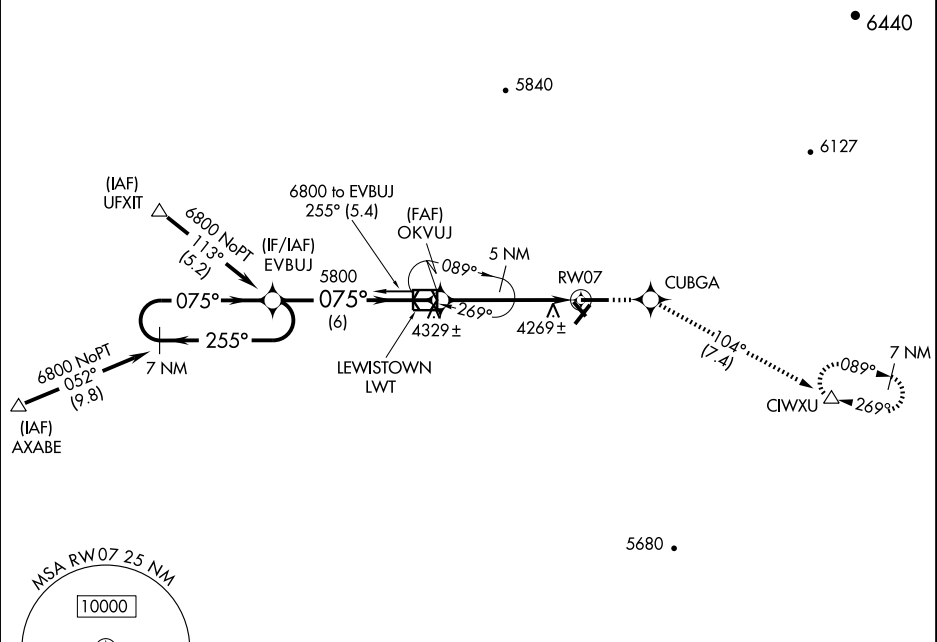 6440
5840
6127
(IAF)
UFXIT
6800 NoPT
113°
(5.2)
6800 to EVBUJ
255° (5.4)
(FAF)
OKVUJ
(IF/IAF)
EVBUJ
5 NM
089°
269°
5800
075°
(6)
075°
255°
7 NM
RW07
CUBGA
4329±
4269±
LEWISTOWN
LWT
6800 NoPT
052°
(9.8)
(IAF)
AXABE
104°
(7.4)
7 NM
089°
269°
CIWXU
5680
MSA RW07 25 NM
10000